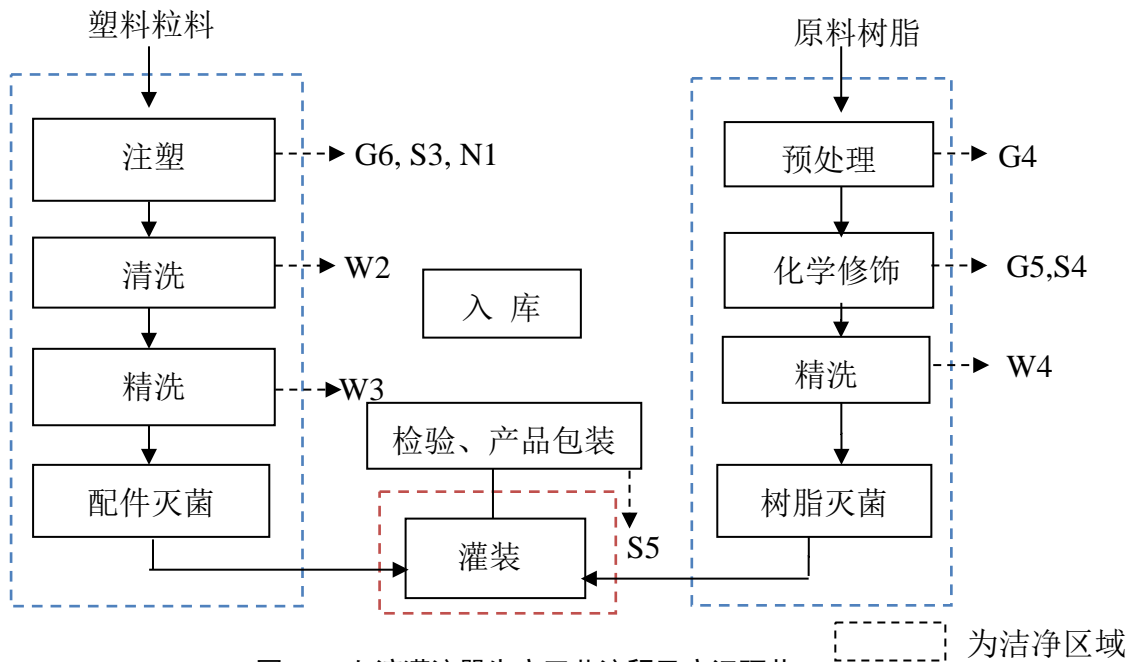 塑料粒料
原料树脂
注塑
G6, S3, N1
清洗
W2
精洗
W3
配件灭菌
入 库
检验、产品包装
S5
灌装
预处理
G4
化学修饰
G5,S4
精洗
W4
树脂灭菌
为洁净区域